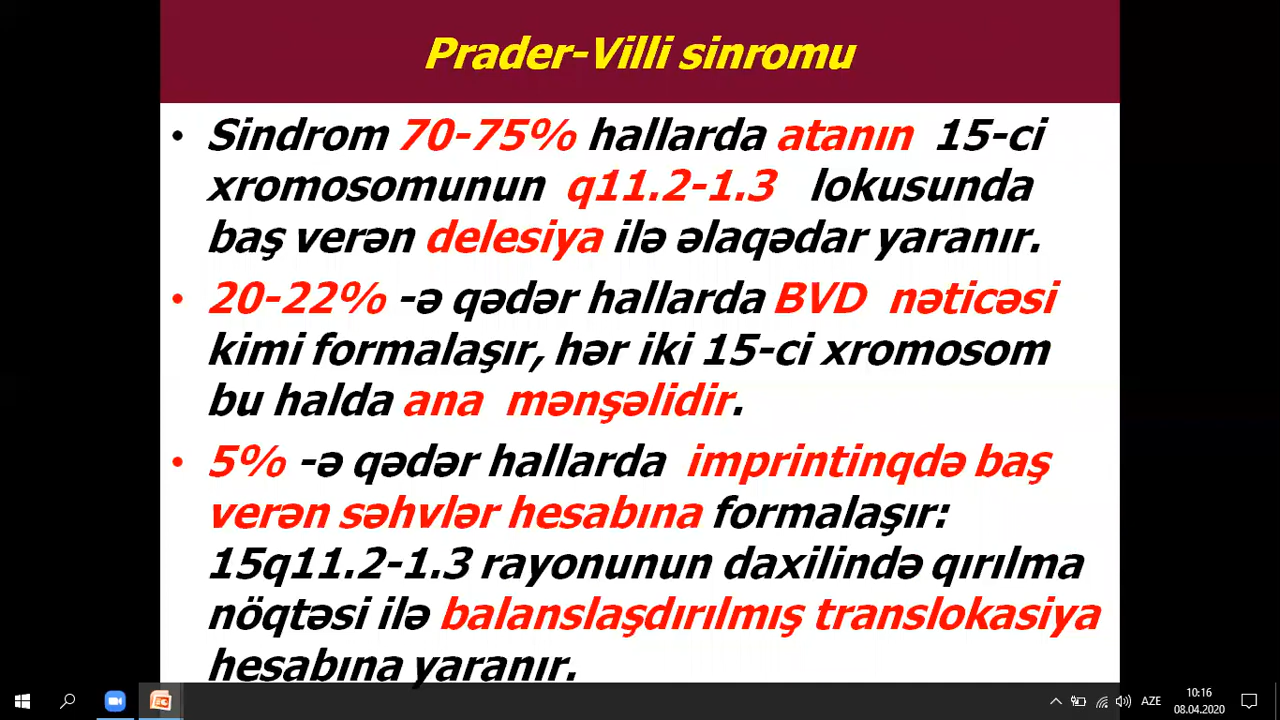 Prader-Villi sinromu
• Sindrom 70-75% hallarda atanın 15-ci
xromosomunun q11.2-1.3 lokusunda
baş verən delesiya ilə əlaqədar yaranır.
• 20-22% -ə qədər hallarda BVD nəticəsi
kimi formalaşır, hər iki 15-ci xromosom
bu halda ana mənşəlidir.
• 5% -ə qədər hallarda imprintinqdə baş
verən səhvlər hesabına formalaşır:
15q11.2-1.3 rayonunun daxilində qırılma
nöqtəsi ilə balanslaşdırılmış translokasiya
hesabına yaranır.
AZE
10:16
08.04.2020